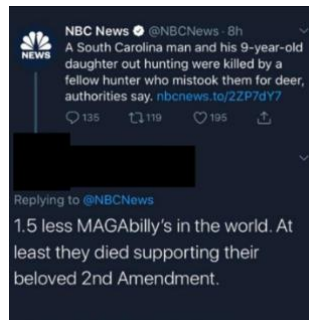 NBC News @NBCNews · 8h
A South Carolina man and his 9-year-old
daughter out hunting were killed by a
fellow hunter who mistook them for deer,
authorities say. nbcnews.to/2ZP7dY7
135 119 195
NEWS
Replying to @NBCNews
1.5 less MAGAbilly's in the world. At
least they died supporting their
beloved 2nd Amendment.